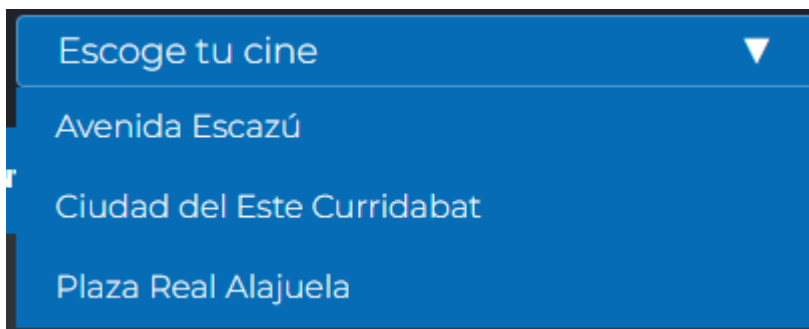 Escoge tu cine
Avenida Escazú
Ciudad del Este Curridabat
Plaza Real Alajuela